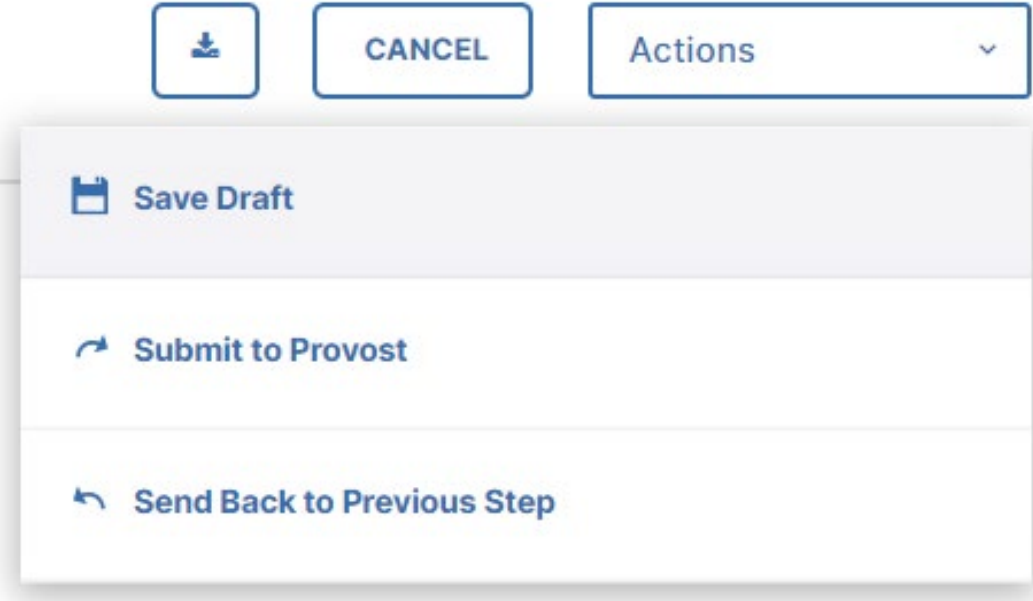 CANCEL
Actions
Save Draft
Submit to Provost
Send Back to Previous Step